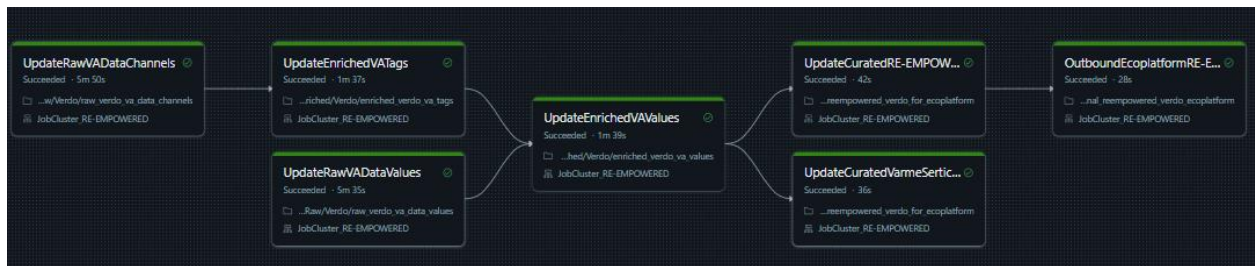 UpdateRawVADataChannels
Succeeded · 5m 50s
...w/Verdo/raw_verdo_va_data_channels
JobCluster_RE-EMPOWERED
UpdateEnrichedVATags
Succeeded · 1m 37s
...riched/Verdo/enriched_verdo_va_tags
JobCluster_RE-EMPOWERED
UpdateRawVADataValues
Succeeded · 5m 35s
...Raw/Verdo/raw_verdo_va_data_values
JobCluster_RE-EMPOWERED
UpdateEnrichedVAValues
Succeeded · 1m 39s
...hed/Verdo/enriched_verdo_va_values
JobCluster_RE-EMPOWERED
UpdateCuratedRE-EMPOW...
Succeeded · 42s
...reempowered_verdo_for_ecoplatform
JobCluster_RE-EMPOWERED
UpdateCuratedVarmeSertic...
Succeeded · 36s
...reempowered_verdo_for_ecoplatform
JobCluster_RE-EMPOWERED
OutboundEcoplatformRE-E...
Succeeded · 28s
...nal_reempowered_verdo_ecoplatform
JobCluster_RE-EMPOWERED